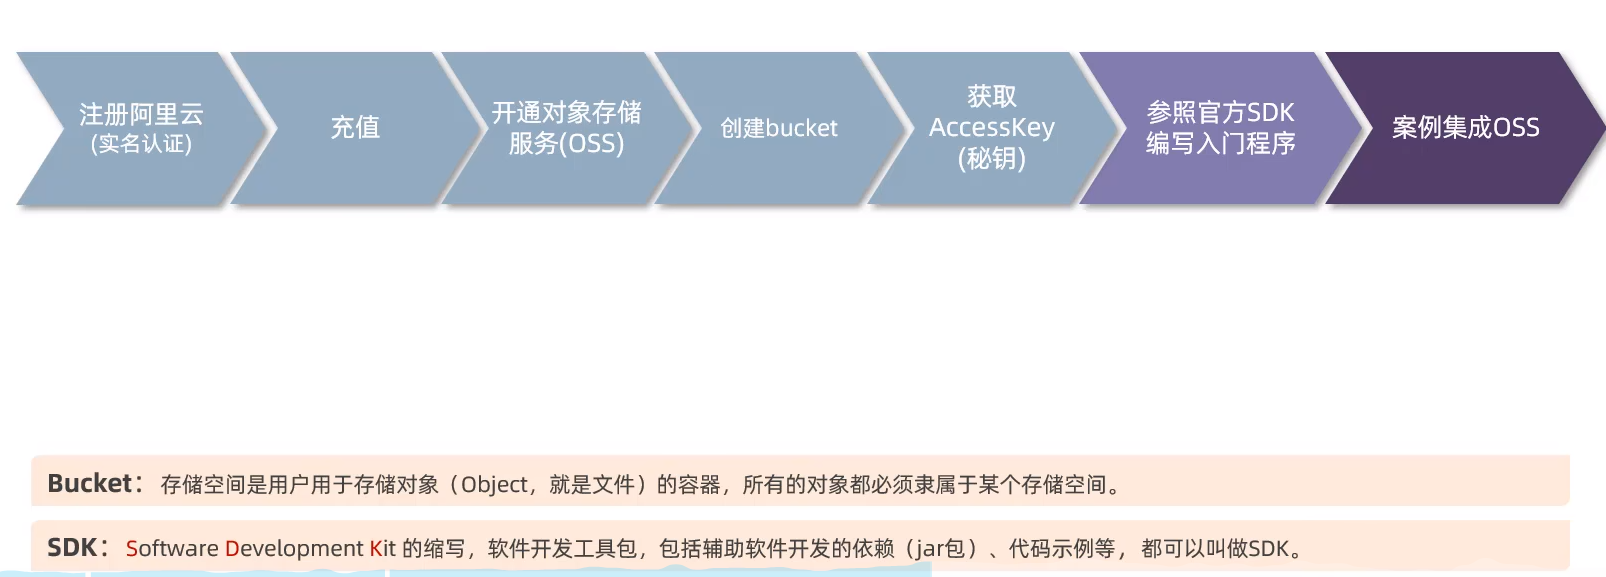 注册阿里云
(实名认证)
充值
开通对象存储
服务(OSS)
创建bucket
获取
AccessKey
(秘钥)
参照官方SDK
编写入门程序
案例集成OSS
Bucket：存储空间是用户用于存储对象（Object，就是文件）的容器，所有的对象都必须隶属于某个存储空间。
SDK：Software Development Kit 的缩写，软件开发工具包，包括辅助软件开发的依赖（jar包）、代码示例等，都可以叫做SDK。